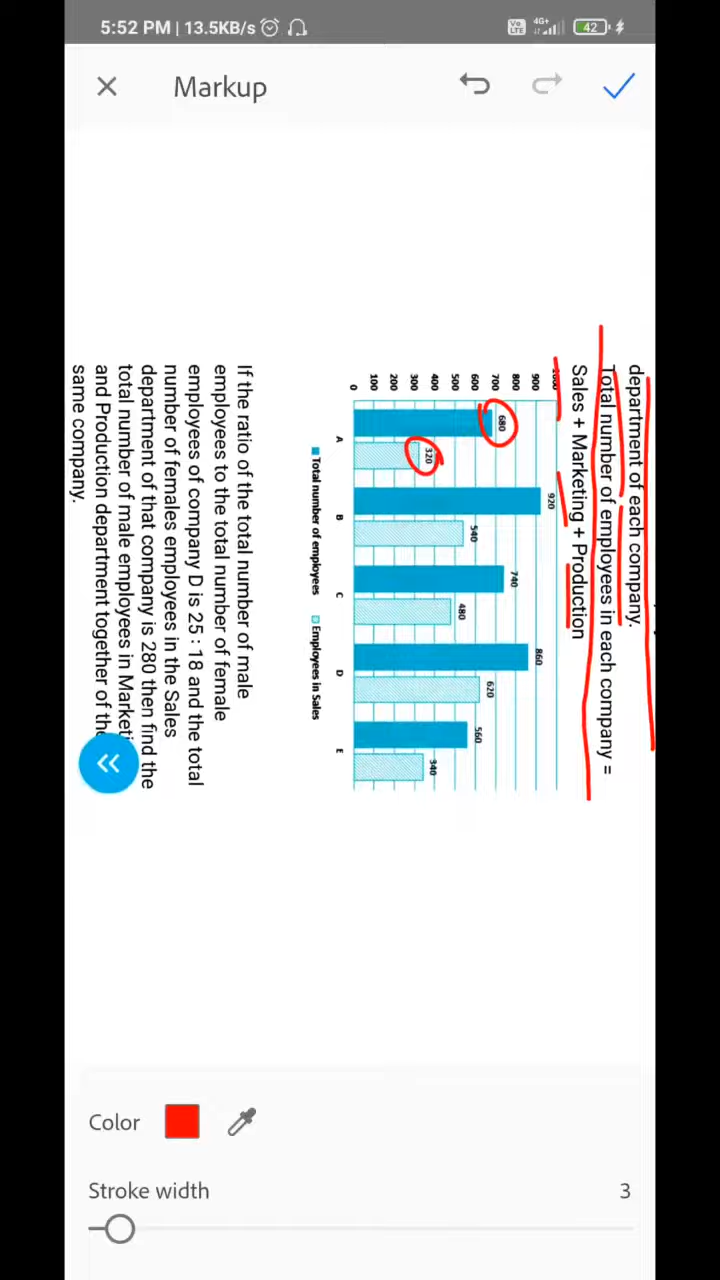 5:52 PM | 13.5KB/s
Vo LTE 4G+ 42
Markup
department of each company.
Total number of employees in each company =
Sales + Marketing + Production
900
800
700
600
500
400
300
200
100
0
680
320
920
540
740
480
860
620
560
340
A
B
C
D
E
Total number of employees
Employees in Sales
If the ratio of the total number of male
employees to the total number of female
employees of company D is 25 : 18 and the total
number of females employees in the Sales
department of that company is 280 then find the
total number of male employees in
and Production department together of the
same company.
Color
Stroke width
3